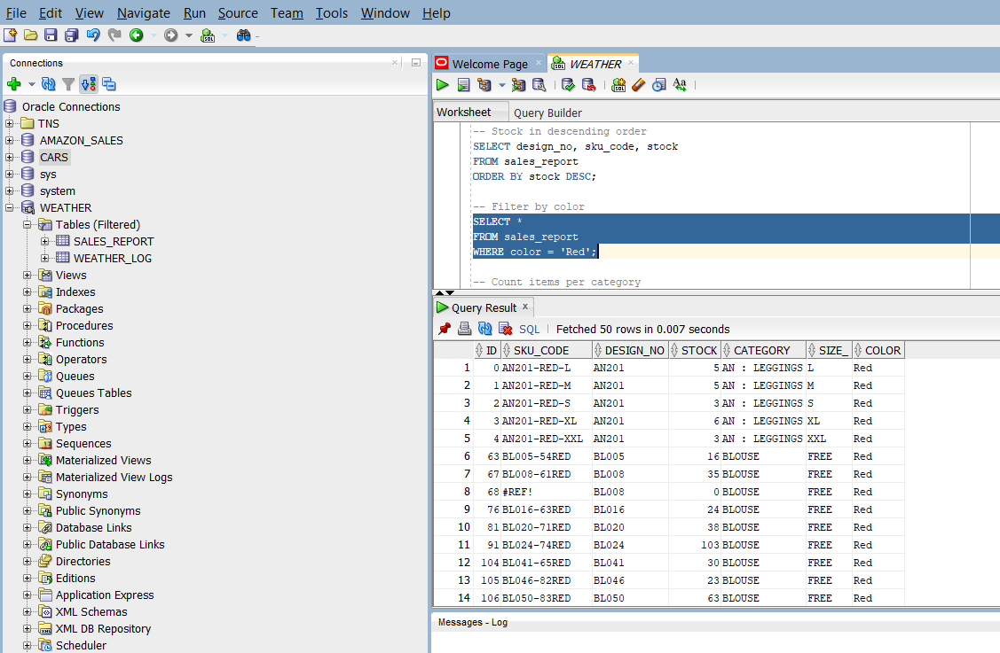 File Edit View Navigate Run Source Team Tools Window Help
Connections
Oracle Connections
TNS
AMAZON_SALES
CARS
sys
system
WEATHER
Tables (Filtered)
SALES_REPORT
WEATHER_LOG
Views
Indexes
Packages
Procedures
Functions
Operators
Queues
Queues Tables
Triggers
Types
Sequences
Materialized Views
Materialized View Logs
Synonyms
Public Synonyms
Database Links
Public Database Links
Directories
Editions
Application Express
XML Schemas
XML DB Repository
Scheduler
Welcome Page WEATHER
Worksheet Query Builder
-- Stock in descending order
SELECT design_no, sku_code, stock
FROM sales_report
ORDER BY stock DESC;
-- Filter by color
SELECT *
FROM sales_report
WHERE color = 'Red';
-- Count items per category
Query Result
SQL | Fetched 50 rows in 0.007 seconds
ID SKU_CODE DESIGN_NO STOCK CATEGORY SIZE_ COLOR
1 0 AN201-RED-L AN201 5 AN : LEGGINGS L Red
2 1 AN201-RED-M AN201 5 AN : LEGGINGS M Red
3 2 AN201-RED-S AN201 3 AN : LEGGINGS S Red
4 3 AN201-RED-XL AN201 6 AN : LEGGINGS XL Red
5 4 AN201-RED-XXL AN201 3 AN : LEGGINGS XXL Red
6 63 BL005-54RED BL005 16 BLOUSE FREE Red
7 67 BL008-61RED BL008 35 BLOUSE FREE Red
8 68 #REF! BL008 0 BLOUSE FREE Red
9 76 BL016-63RED BL016 24 BLOUSE FREE Red
10 81 BL020-71RED BL020 38 BLOUSE FREE Red
11 91 BL024-74RED BL024 103 BLOUSE FREE Red
12 104 BL041-65RED BL041 30 BLOUSE FREE Red
13 105 BL046-82RED BL046 23 BLOUSE FREE Red
14 106 BL050-83RED BL050 63 BLOUSE FREE Red
Messages - Log